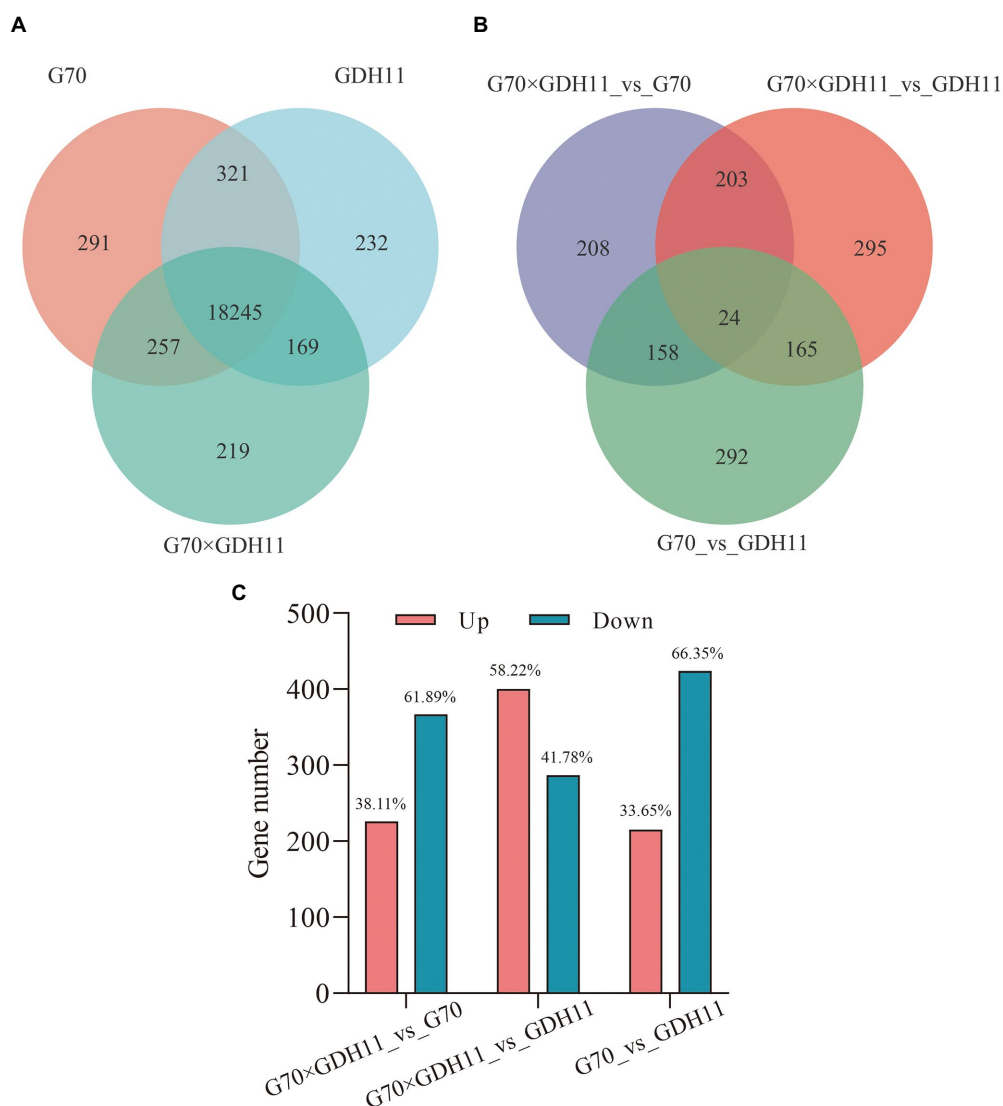 A
G70
GDH11
321
291
232
18245
257
169
219
G70×GDH11
B
G70×GDH11_vs_G70
G70×GDH11_vs_GDH11
203
208
295
24
158
165
292
G70_vs_GDH11
C
Up
Down
Gene number
500
400
300
200
100
0
38.11%
61.89%
58.22%
41.78%
33.65%
66.35%
G70×GDH11_vs_G70
G70×GDH11_vs_GDH11
G70_vs_GDH11